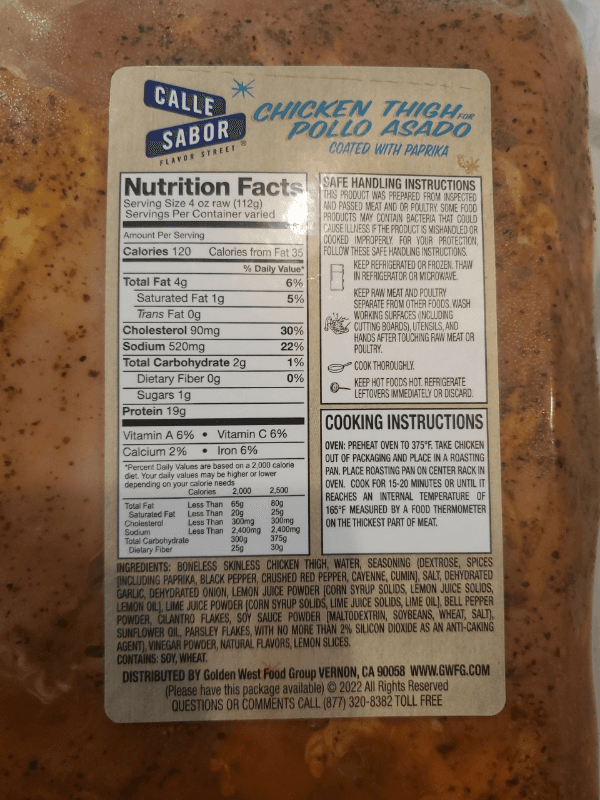 CALLE
SABOR®
FLAVOR STREET
CHICKEN THIGH FOR
POLLO ASADO
COATED WITH PAPRIKA
Nutrition Facts
Serving Size 4 oz raw (112g)
Servings Per Container varied
Amount Per Serving
Calories 120 Calories from Fat 35
% Daily Value*
Total Fat 4g 6%
Saturated Fat 1g 5%
Trans Fat 0g
Cholesterol 90mg 30%
Sodium 520mg 22%
Total Carbohydrate 2g 1%
Dietary Fiber 0g 0%
Sugars 1g
Protein 19g
Vitamin A 6% • Vitamin C 6%
Calcium 2% • Iron 6%
*Percent Daily Values are based on a 2,000 calorie
diet. Your daily values may be higher or lower
depending on your calorie needs
Calories 2,000 2,500
Total Fat Less Than 65g 80g
Saturated Fat Less Than 20g 25g
Cholesterol Less Than 300mg 300mg
Sodium Less Than 2,400mg 2,400mg
Total Carbohydrate 300g 375g
Dietary Fiber 25g 30g
SAFE HANDLING INSTRUCTIONS
THIS PRODUCT WAS PREPARED FROM INSPECTED
AND PASSED MEAT AND OR POULTRY. SOME FOOD
PRODUCTS MAY CONTAIN BACTERIA THAT COULD
CAUSE ILLNESS IF THE PRODUCT IS MISHANDLED OR
COOKED IMPROPERLY. FOR YOUR PROTECTION,
FOLLOW THESE SAFE HANDLING INSTRUCTIONS.
KEEP REFRIGERATED OR FROZEN. THAW
IN REFRIGERATOR OR MICROWAVE.
KEEP RAW MEAT AND POULTRY
SEPARATE FROM OTHER FOODS. WASH
WORKING SURFACES (INCLUDING
CUTTING BOARDS), UTENSILS, AND
HANDS AFTER TOUCHING RAW MEAT OR
POULTRY.
COOK THOROUGHLY.
KEEP HOT FOODS HOT. REFRIGERATE
LEFTOVERS IMMEDIATELY OR DISCARD.
COOKING INSTRUCTIONS
OVEN: PREHEAT OVEN TO 375°F. TAKE CHICKEN
OUT OF PACKAGING AND PLACE IN A ROASTING
PAN. PLACE ROASTING PAN ON CENTER RACK IN
OVEN. COOK FOR 15-20 MINUTES OR UNTIL IT
REACHES AN INTERNAL TEMPERATURE OF
165°F MEASURED BY A FOOD THERMOMETER
ON THE THICKEST PART OF MEAT.
INGREDIENTS: BONELESS SKINLESS CHICKEN THIGH, WATER, SEASONING (DEXTROSE, SPICES
(INCLUDING PAPRIKA, BLACK PEPPER, CRUSHED RED PEPPER, CAYENNE, CUMIN), SALT, DEHYDRATED
GARLIC, DEHYDRATED ONION, LEMON JUICE POWDER (CORN SYRUP SOLIDS, LEMON JUICE SOLIDS,
LEMON OIL), LIME JUICE POWDER (CORN SYRUP SOLIDS, LIME JUICE SOLIDS, LIME OIL), BELL PEPPER
POWDER, CILANTRO FLAKES, SOY SAUCE POWDER (MALTODEXTRIN, SOYBEANS, WHEAT, SALT),
SUNFLOWER OIL, PARSLEY FLAKES, WITH NO MORE THAN 2% SILICON DIOXIDE AS AN ANTI-CAKING
AGENT), VINEGAR POWDER, NATURAL FLAVORS, LEMON SLICES.
CONTAINS: SOY, WHEAT.
DISTRIBUTED BY Golden West Food Group VERNON, CA 90058 WWW.GWFG.COM
(Please have this package available) © 2022 All Rights Reserved
QUESTIONS OR COMMENTS CALL (877) 320-8382 TOLL FREE